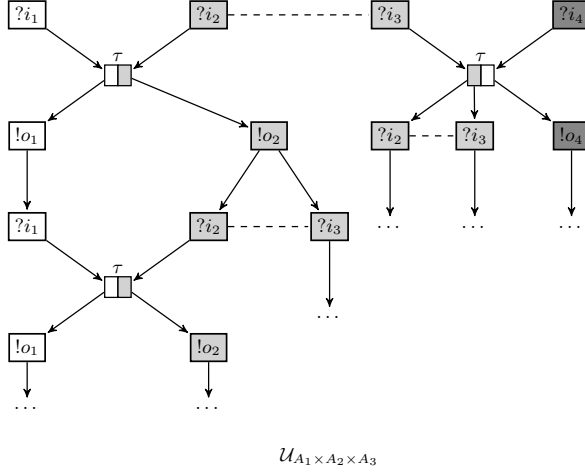 ?i₁ ?i₂ ?i₃ ?i₄
τ τ
!o₁ !o₂ ?i₂ ?i₃ !o₄
?i₁ ?i₂ ?i₃ ... ... ...
τ
...
!o₁ !o₂
... ...
𝒰_{A₁×A₂×A₃}